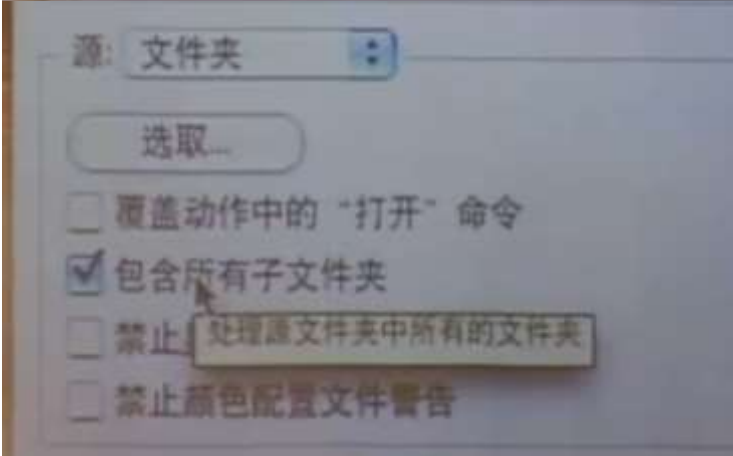 源: 文件夹
选取...
覆盖动作中的“打开”命令
包含所有子文件夹
禁止
处理源文件夹中所有的文件夹
禁止颜色配置文件警告